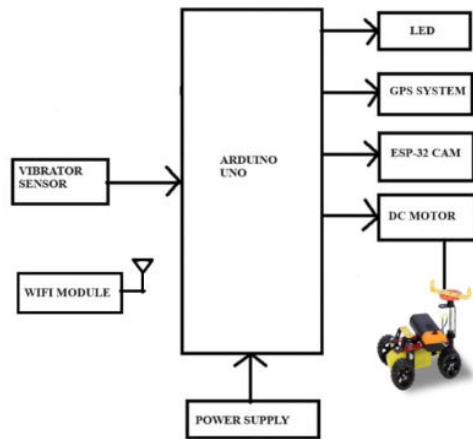 LED
GPS SYSTEM
ESP-32 CAM
DC MOTOR
ARDUINO
UNO
VIBRATOR
SENSOR
WIFI MODULE
POWER SUPPLY